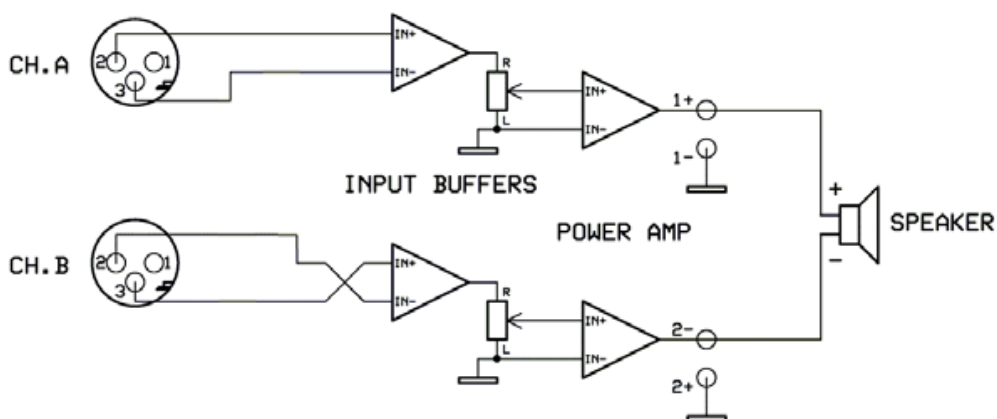 CH.A
2
1
3
IN+
IN-
R
L
IN+
IN-
1+
1-
INPUT BUFFERS
POWER AMP
+
-
SPEAKER
CH.B
2
1
3
IN+
IN-
R
L
IN+
IN-
2-
2+